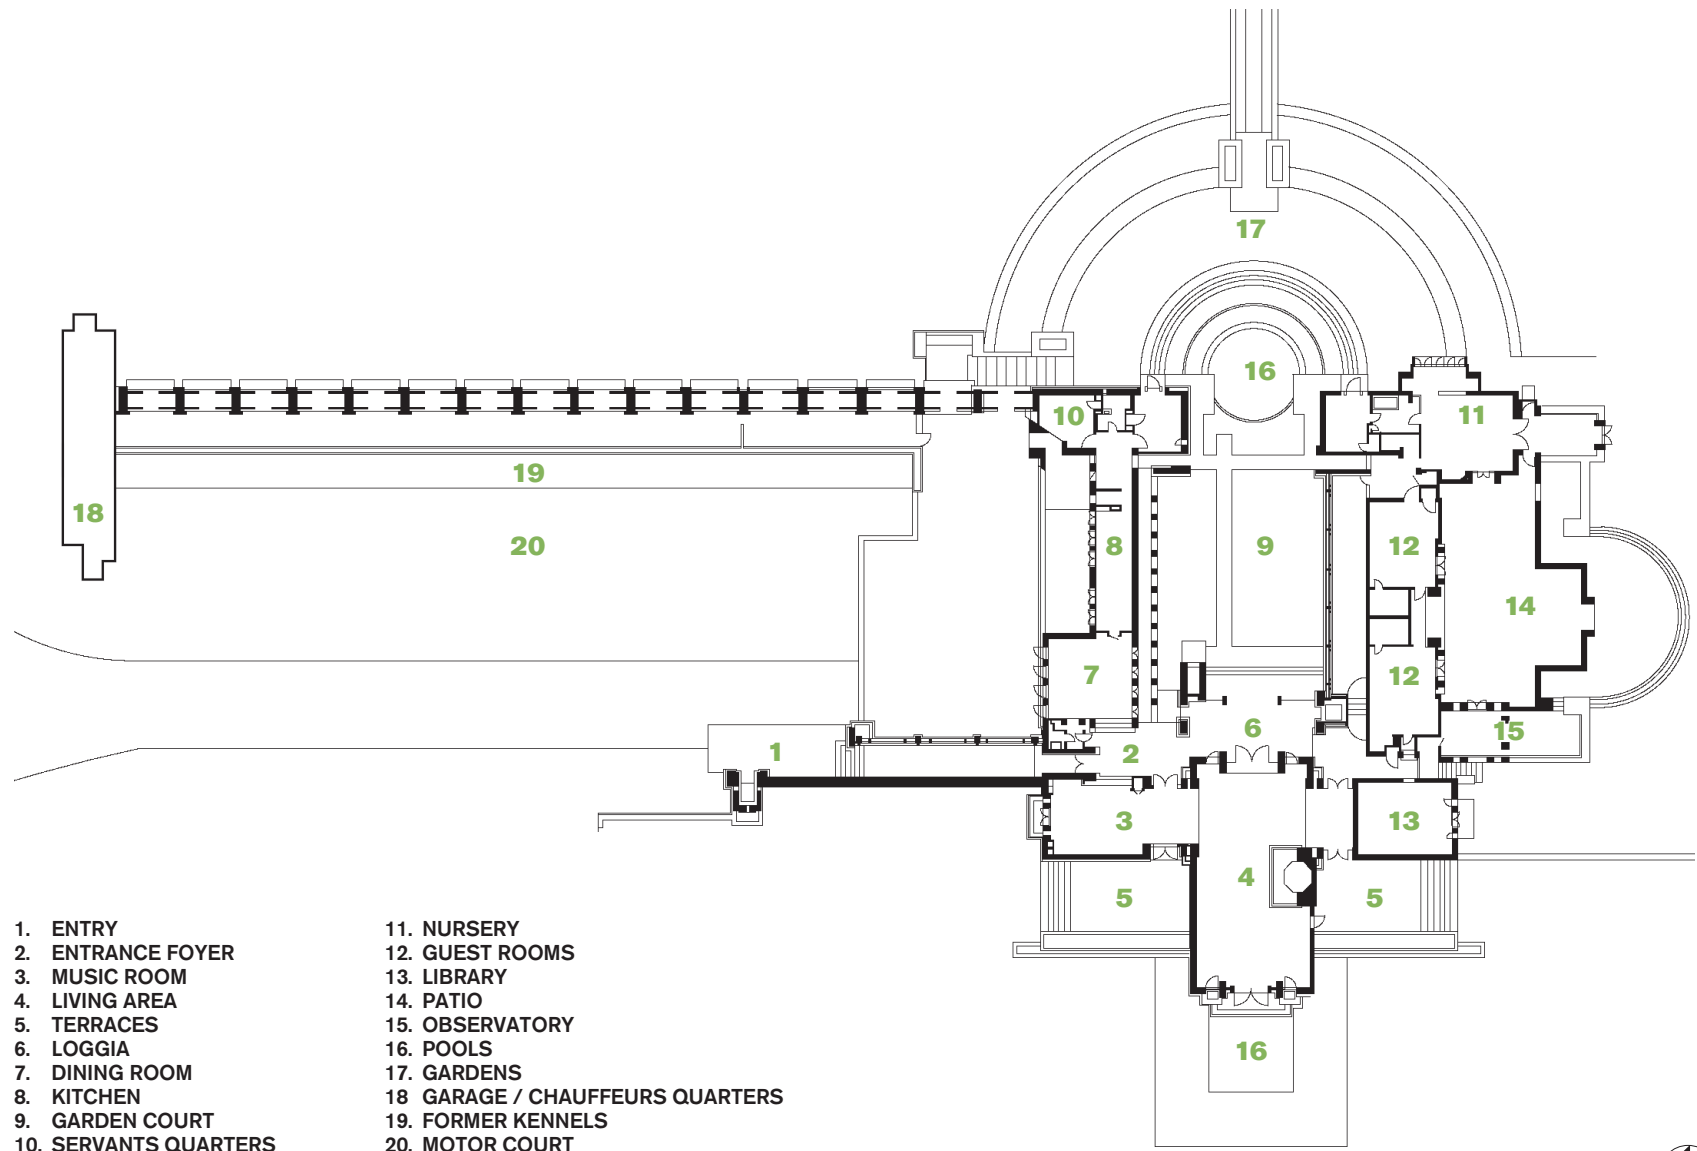 17
16
10
11
19
18
20
8
9
12
14
7
12
6
15
1
2
3
13
4
5
5
16
1. ENTRY
2. ENTRANCE FOYER
3. MUSIC ROOM
4. LIVING AREA
5. TERRACES
6. LOGGIA
7. DINING ROOM
8. KITCHEN
9. GARDEN COURT
10. SERVANTS QUARTERS
11. NURSERY
12. GUEST ROOMS
13. LIBRARY
14. PATIO
15. OBSERVATORY
16. POOLS
17. GARDENS
18 GARAGE / CHAUFFEURS QUARTERS
19. FORMER KENNELS
20. MOTOR COURT